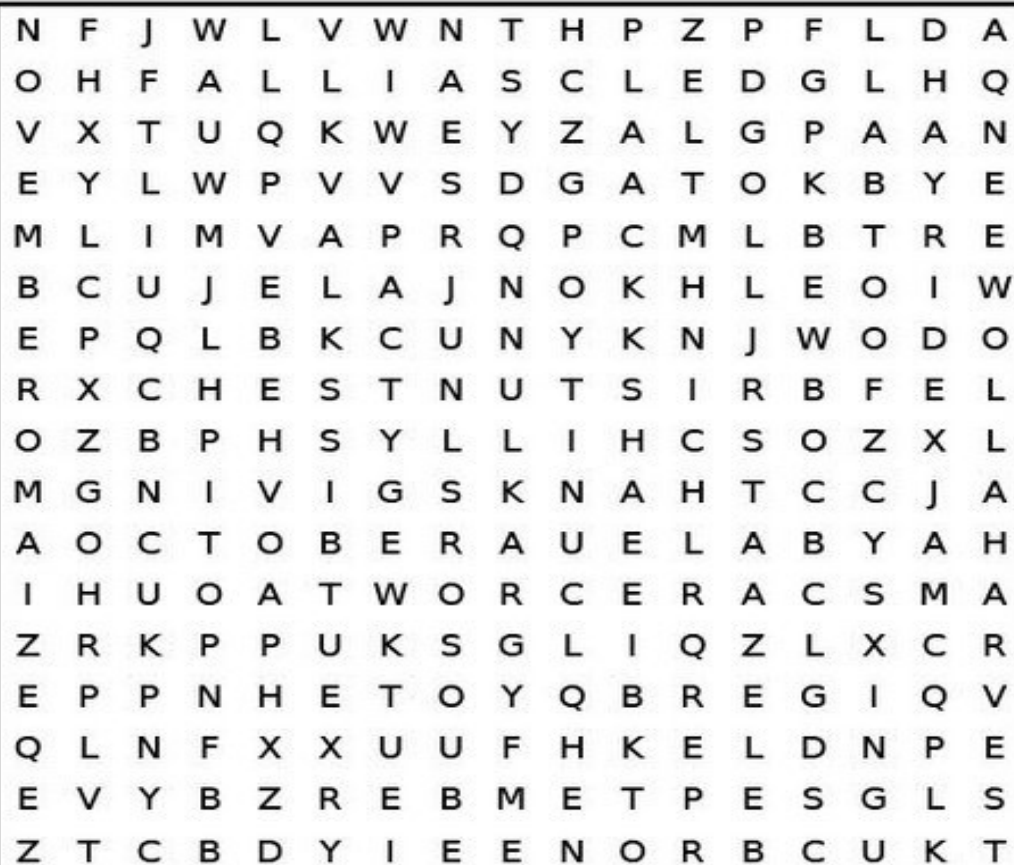 N F J W L V W N T H P Z P F L D A
O H F A L L I A S C L E D G L H Q
V X T U Q K W E Y Z A L G P A A N
E Y L W P V V S D G A T O K B Y E
M L I M V A P R Q P C M L B T R E
B C U J E L A J N O K H L E O I W
E P Q L B K C U N Y K N J W O D O
R X C H E S T N U T S I R B F E L
O Z B P H S Y L L I H C S O Z X L
M G N I V I G S K N A H T C C J A
A O C T O B E R A U E L A B Y A H
I H U O A T W O R C E R A C S M A
Z R K P P U K S G L I Q Z L X C R
E P P N H E T O Y Q B R E G I Q V
Q L N F X X U U F H K E L D N P E
E V Y B Z R E B M E T P E S G L S
Z T C B D Y I E E N O R B C U K T